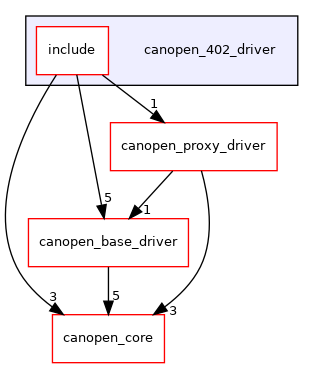 include
canopen_402_driver
1
canopen_proxy_driver
5
1
canopen_base_driver
3
5
3
canopen_core